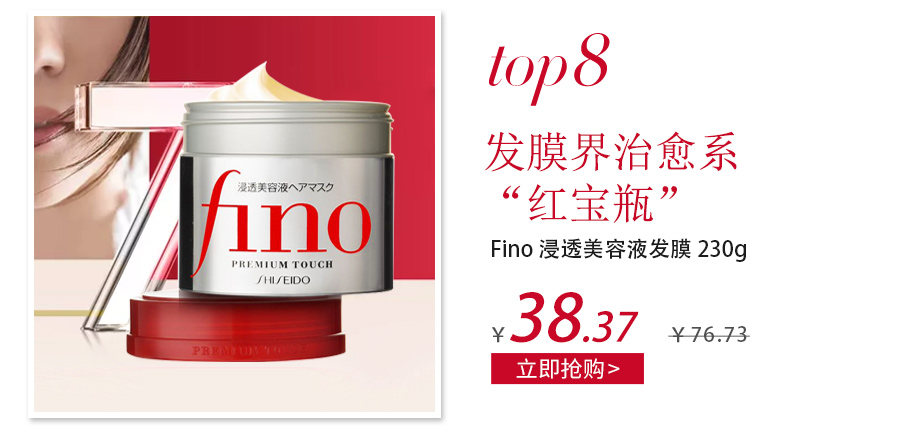 浸透美容液ヘアマスク
fino
PREMIUM TOUCH
SHISEIDO
top8
发膜界治愈系
“红宝瓶”
Fino 浸透美容液发膜 230g
¥ 38.37 ¥76.73
立即抢购>